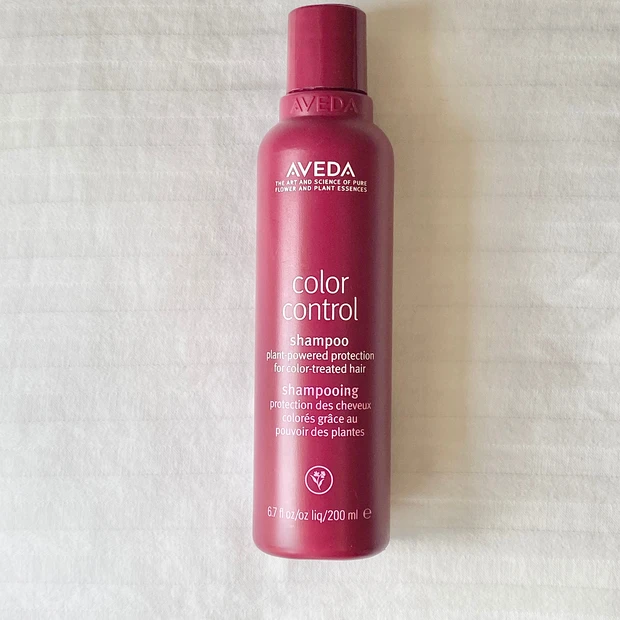 AVEDA
AVEDA
THE ART AND SCIENCE OF PURE
FLOWER AND PLANT ESSENCES
color
control
shampoo
plant-powered protection
for color-treated hair
shampooing
protection des cheveux
colorés grâce au
pouvoir des plantes
6.7 fl oz/oz liq/200 ml ℮